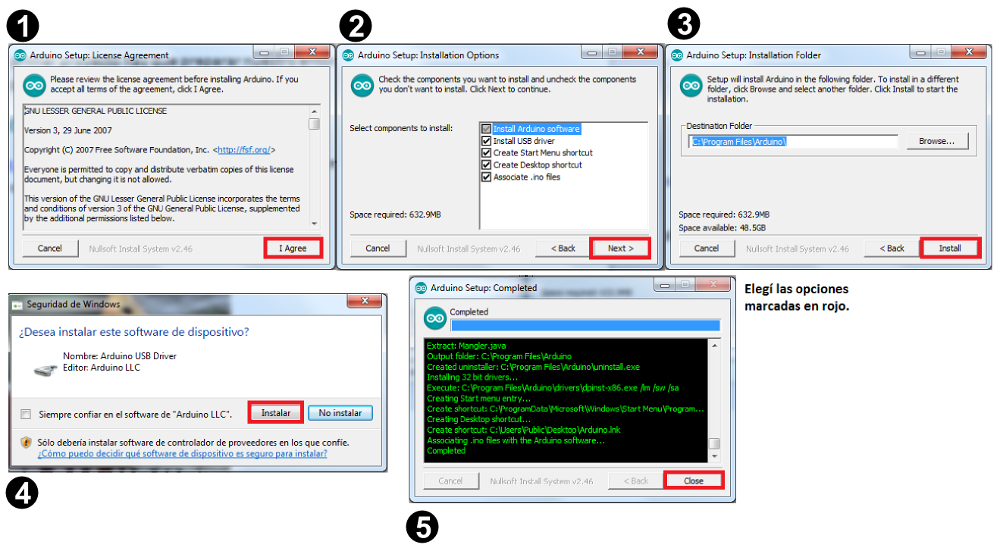 1
Arduino Setup: License Agreement
Please review the license agreement before installing Arduino. If you
accept all terms of the agreement, click I Agree.
GNU LESSER GENERAL PUBLIC LICENSE
Version 3, 29 June 2007
Copyright (C) 2007 Free Software Foundation, Inc. <http://fsf.org/>
Everyone is permitted to copy and distribute verbatim copies of this license
document, but changing it is not allowed.
This version of the GNU Lesser General Public License incorporates the terms
and conditions of version 3 of the GNU General Public License, supplemented
by the additional permissions listed below.
Cancel
Nullsoft Install System v2.46
I Agree
2
Arduino Setup: Installation Options
Check the components you want to install and uncheck the components
you don't want to install. Click Next to continue.
Select components to install:
Install Arduino software
Install USB driver
Create Start Menu shortcut
Create Desktop shortcut
Associate .ino files
Space required: 632.9MB
Cancel
Nullsoft Install System v2.46
< Back
Next >
3
Arduino Setup: Installation Folder
Setup will install Arduino in the following folder. To install in a different
folder, click Browse and select another folder. Click Install to start the
installation.
Destination Folder
C:\Program Files\Arduino\
Browse...
Space required: 632.9MB
Space available: 48.5GB
Cancel
Nullsoft Install System v2.46
< Back
Install
Seguridad de Windows
¿Desea instalar este software de dispositivo?
Nombre: Arduino USB Driver
Editor: Arduino LLC
Siempre confiar en el software de "Arduino LLC".
Instalar
No instalar
Sólo debería instalar software de controlador de proveedores en los que confíe.
¿Cómo puedo decidir qué software de dispositivo es seguro para instalar?
4
Arduino Setup: Completed
Completed
Extract: Mangler.java
Output folder: C:\Program Files\Arduino
Created uninstaller: C:\Program Files\Arduino\uninstall.exe
Installing 32 bit drivers...
Execute: C:\Program Files\Arduino\drivers\dpinst-x86.exe /lm /sw /sa
Creating Start menu entry...
Create shortcut: C:\ProgramData\Microsoft\Windows\Start Menu\Program...
Creating Desktop shortcut...
Create shortcut: C:\Users\Public\Desktop\Arduino.lnk
Associating .ino files with the Arduino software...
Completed
Cancel
Nullsoft Install System v2.46
< Back
Close
5
Elegí las opciones
marcadas en rojo.